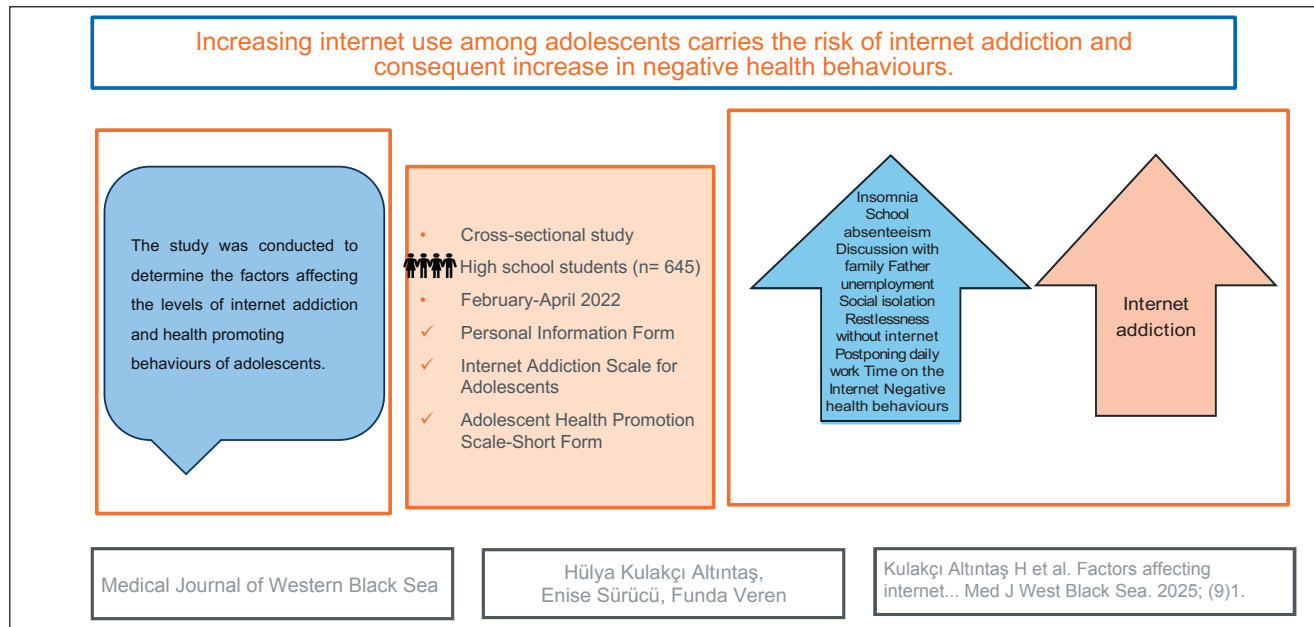 Increasing internet use among adolescents carries the risk of internet addiction and
consequent increase in negative health behaviours.
The study was conducted to
determine the factors affecting
the levels of internet addiction
and health promoting
behaviours of adolescents.
• Cross-sectional study
High school students (n= 645)
• February-April 2022
✓ Personal Information Form
✓ Internet Addiction Scale for
Adolescents
✓ Adolescent Health Promotion
Scale-Short Form
Insomnia
School
absenteeism
Discussion with
family Father
unemployment
Social isolation
Restlessness
without internet
Postponing daily
work Time on the
Internet Negative
health behaviours
Internet
addiction
Medical Journal of Western Black Sea
Hülya Kulakçı Altıntaş,
Enise Sürücü, Funda Veren
Kulakçı Altıntaş H et al. Factors affecting
internet... Med J West Black Sea. 2025; (9)1.